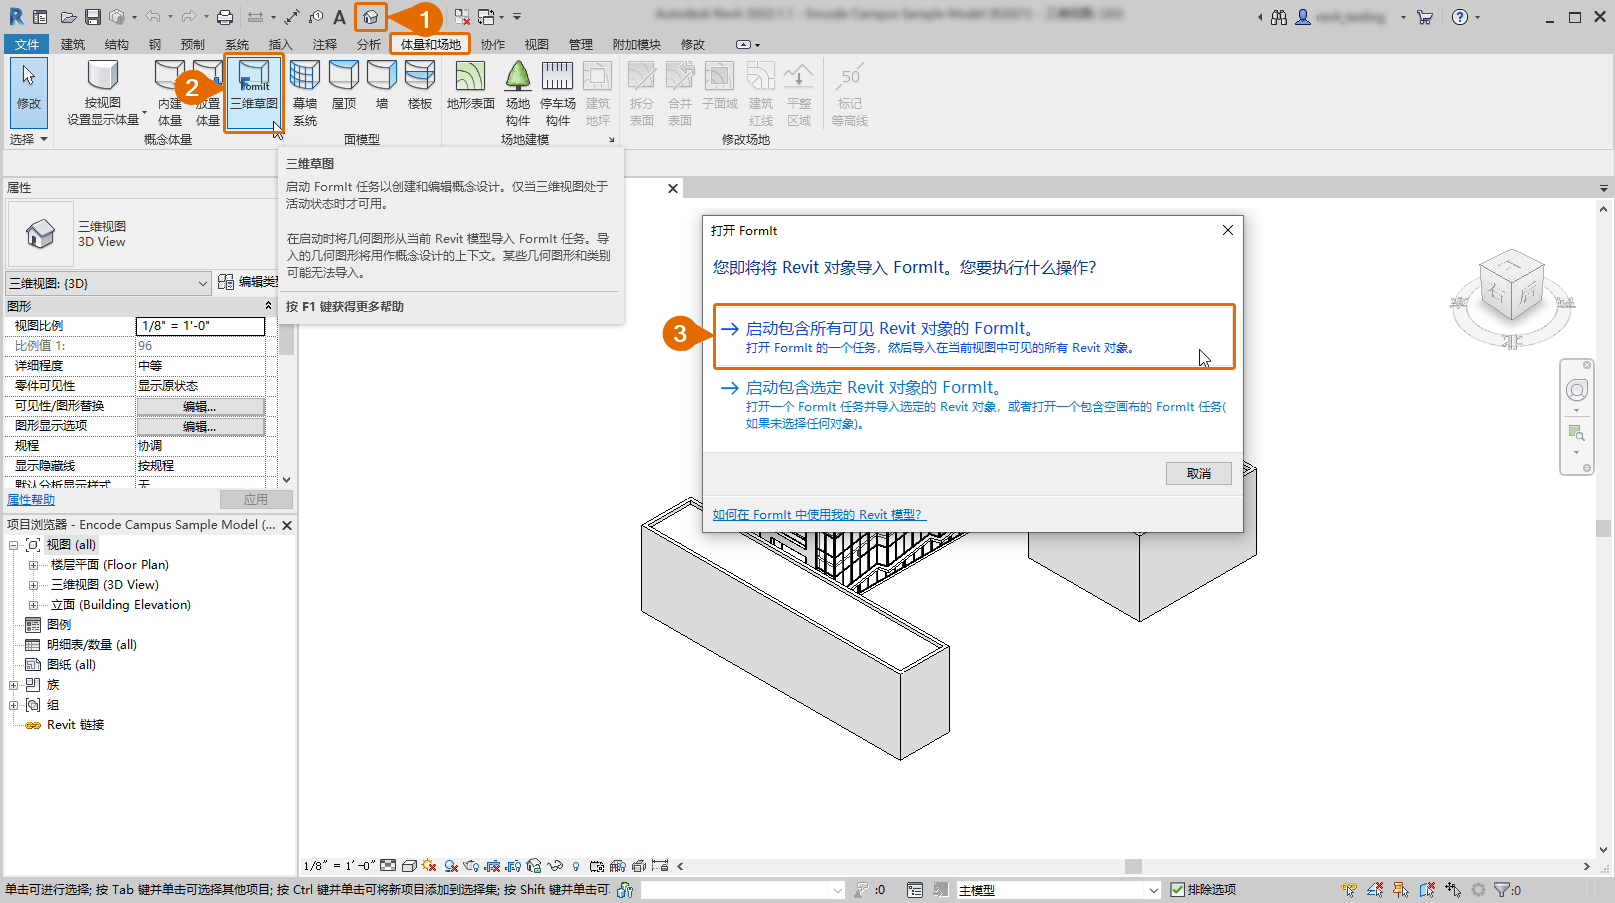 1
Autodesk Revit 2022.1.1 - Encode Campus Sample Model (R2021) - 三维视图: {3D}
文件 建筑 结构 钢 预制 系统 插入 注释 分析 体量和场地 协作 视图 管理 附加模块 修改
2
修改
选择
按视图
设置显示体量
内建
体量
放置
体量
FormIt
三维草图
概念体量
幕墙
系统
屋顶
墙
楼板
面模型
地形表面
场地
构件
停车场
构件
建筑
地坪
场地建模
拆分
表面
合并
表面
子面域
建筑
红线
平整
区域
50
标记
等高线
修改场地
三维草图
启动 FormIt 任务以创建和编辑概念设计。仅当三维视图处于
活动状态时才可用。
在启动时将几何图形从当前 Revit 模型导入 FormIt 任务。导
入的几何图形将用作概念设计的上下文。某些几何图形和类别
可能无法导入。
按 F1 键获得更多帮助
属性
三维视图
3D View
三维视图: {3D}
编辑类
图形
视图比例 1/8" = 1'-0"
比例值 1: 96
详细程度 中等
零件可见性 显示原状态
可见性/图形替换 编辑...
图形显示选项 编辑...
规程 协调
显示隐藏线 按规程
默认分析显示样式 无
属性帮助
应用
项目浏览器 - Encode Campus Sample Model (...
视图 (all)
楼层平面 (Floor Plan)
三维视图 (3D View)
立面 (Building Elevation)
图例
明细表/数量 (all)
图纸 (all)
族
组
Revit 链接
打开 FormIt
您即将将 Revit 对象导入 FormIt。您要执行什么操作?
3
启动包含所有可见 Revit 对象的 FormIt。
打开 FormIt 的一个任务，然后导入在当前视图中可见的所有 Revit 对象。
启动包含选定 Revit 对象的 FormIt。
打开一个 FormIt 任务并导入选定的 Revit 对象，或者打开一个包含空画布的 FormIt 任务(
如果未选择任何对象)。
取消
如何在 FormIt 中使用我的 Revit 模型?
右
后
1/8" = 1'-0"
单击可进行选择; 按 Tab 键并单击可选择其他项目; 按 Ctrl 键并单击可将新项目添加到选择集; 按 Shift 键并单击可
:0
主模型
排除选项
:0